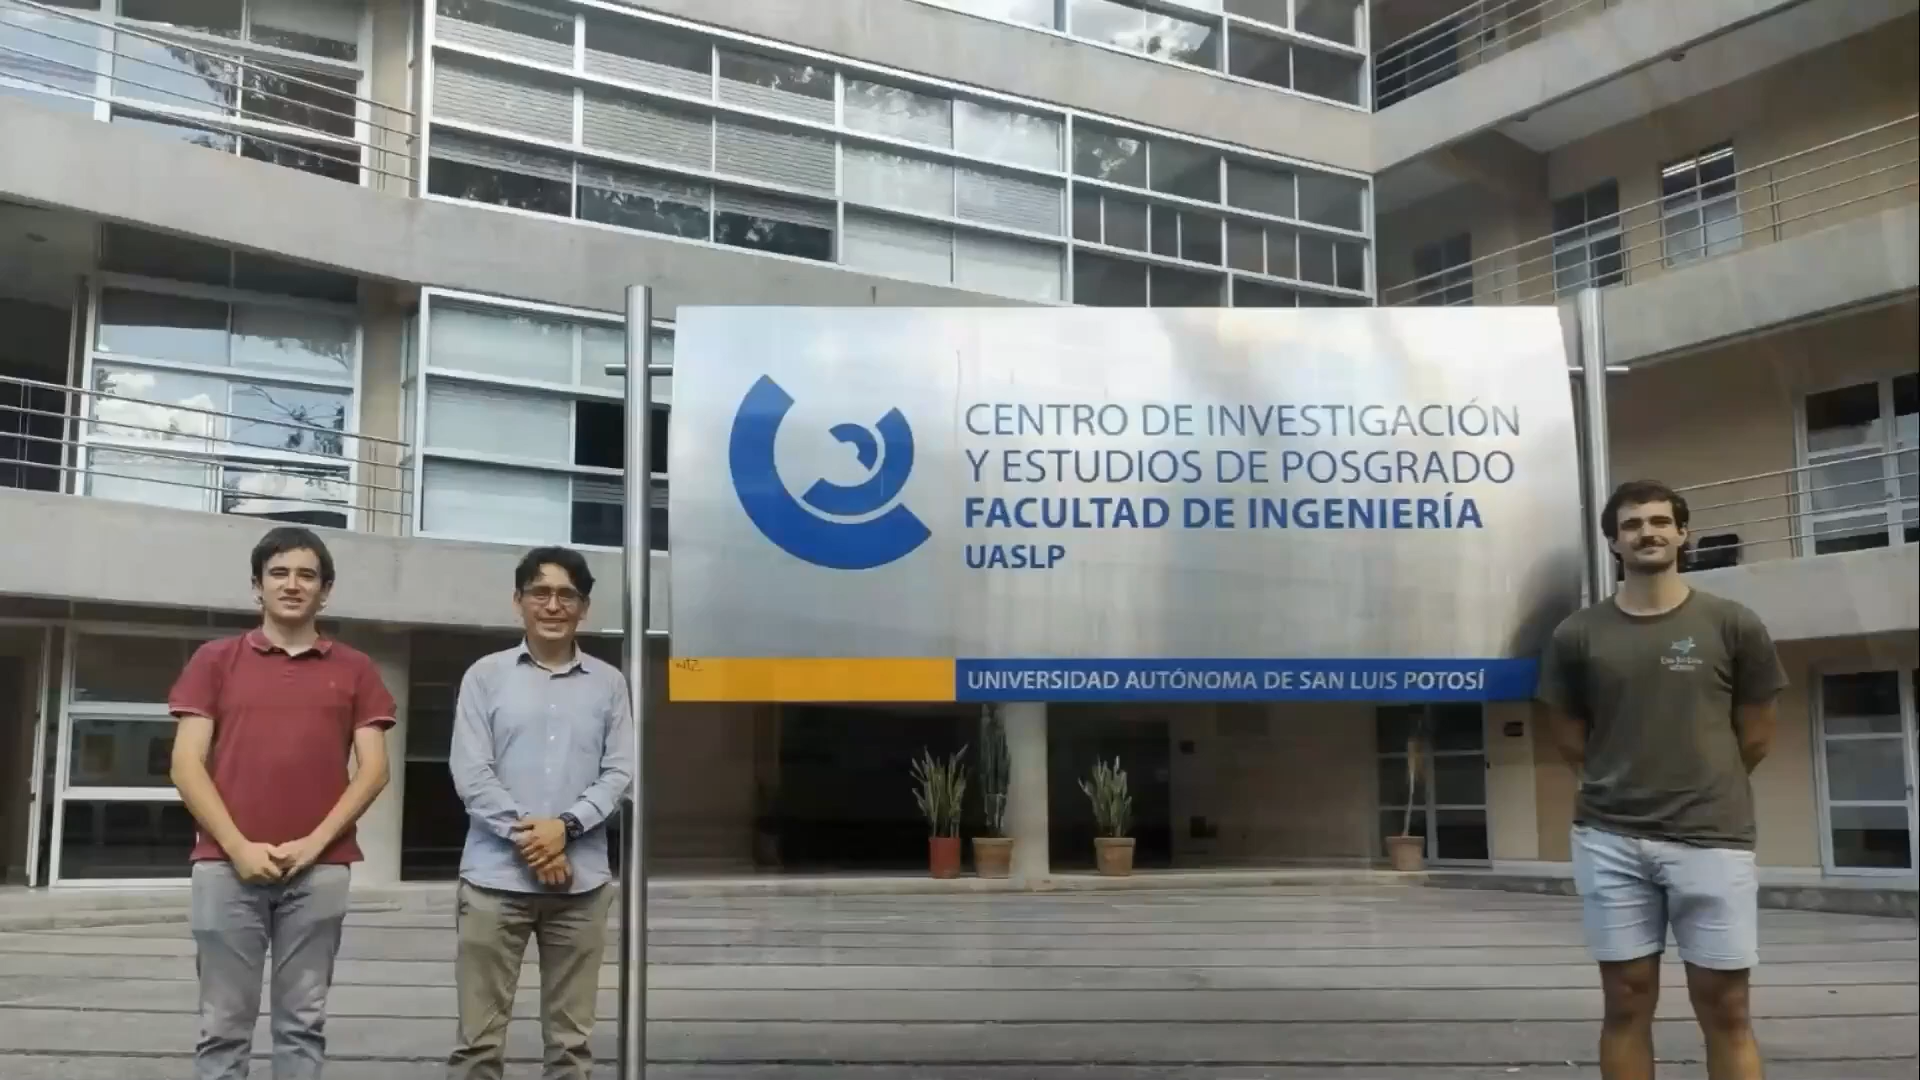 CENTRO DE INVESTIGACIÓN
Y ESTUDIOS DE POSGRADO
FACULTAD DE INGENIERÍA
UASLP
UNIVERSIDAD AUTÓNOMA DE SAN LUIS POTOSÍ